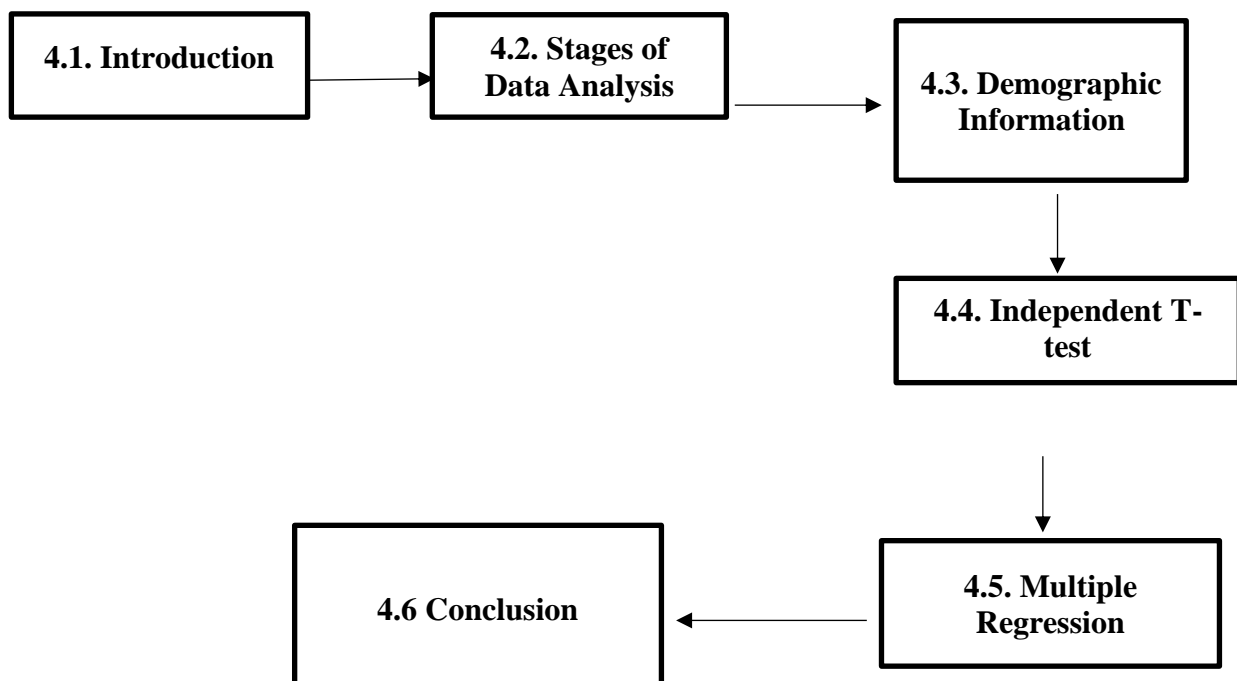 4.1. Introduction
4.2. Stages of
Data Analysis
4.3. Demographic
Information
4.4. Independent T-
test
4.5. Multiple
Regression
4.6 Conclusion